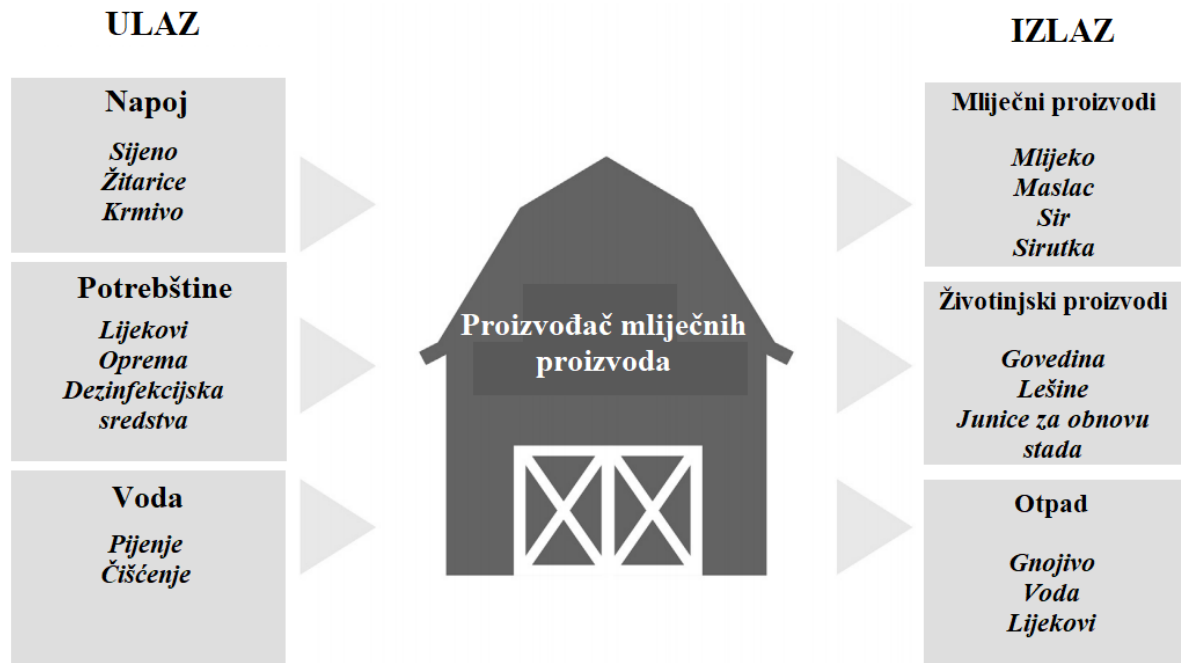 ULAZ
Napoj
Sijeno
Žitarice
Krmivo
Potrebštine
Lijekovi
Oprema
Dezinfekcijska
sredstva
Voda
Pijenje
Čišćenje
Proizvođač mliječnih
proizvoda
IZLAZ
Mliječni proizvodi
Mlijeko
Maslac
Sir
Sirutka
Životinjski proizvodi
Govedina
Lešine
Junice za obnovu
stada
Otpad
Gnojivo
Voda
Lijekovi